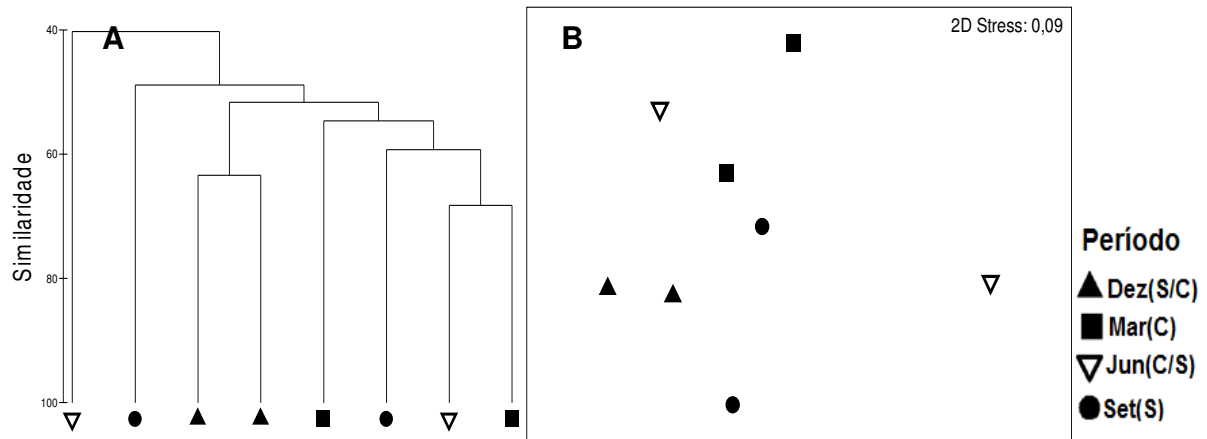 A
40
60
80
100
Similaridade
B
2D Stress: 0,09
Período
Dez(S/C)
Mar(C)
Jun(C/S)
Set(S)